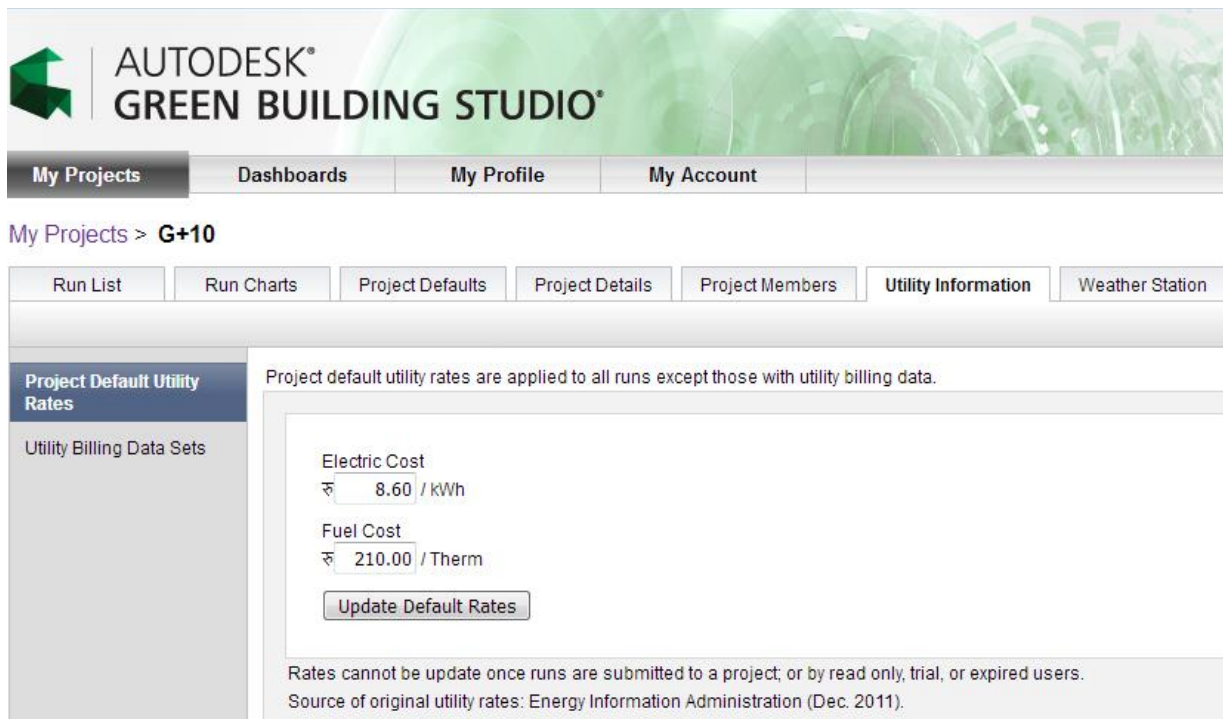 AUTODESK®
GREEN BUILDING STUDIO®
My Projects Dashboards My Profile My Account
My Projects > G+10
Run List Run Charts Project Defaults Project Details Project Members Utility Information Weather Station
Project Default Utility
Rates
Utility Billing Data Sets
Project default utility rates are applied to all runs except those with utility billing data.
Electric Cost
रु 8.60 / kWh
Fuel Cost
रु 210.00 / Therm
Update Default Rates
Rates cannot be update once runs are submitted to a project; or by read only, trial, or expired users.
Source of original utility rates: Energy Information Administration (Dec. 2011).